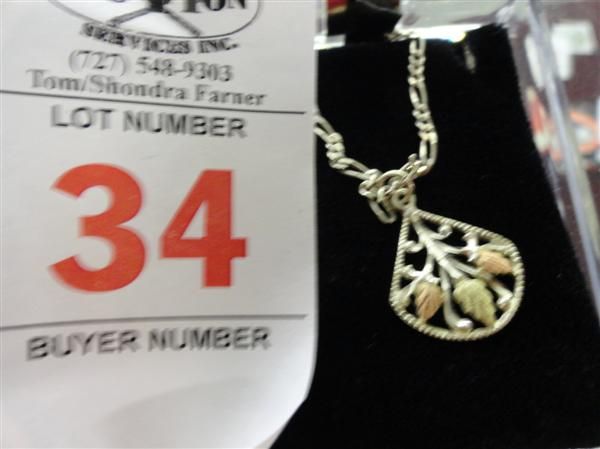 SERVICES INC.
(727) 548-9303
Tom/Shondra Farner
LOT NUMBER
34
BUYER NUMBER